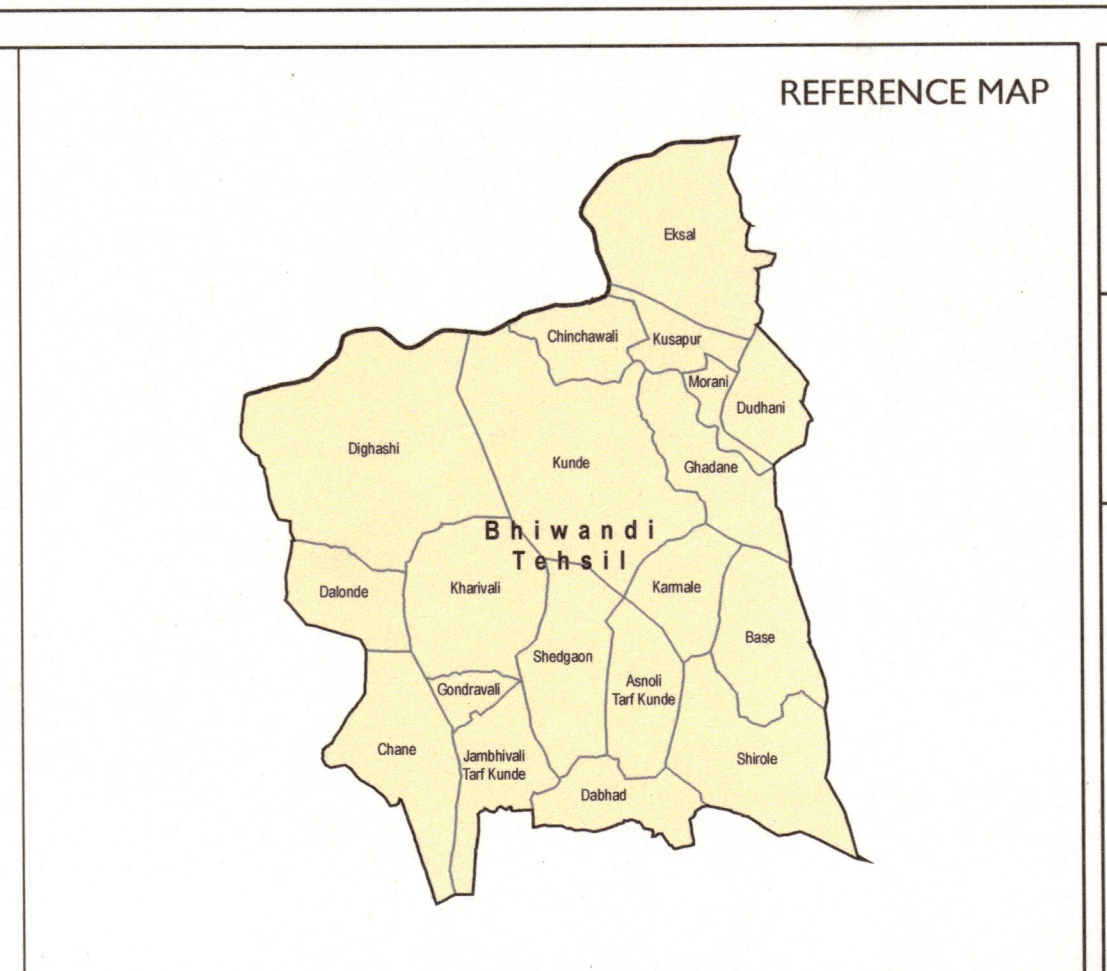 REFERENCE MAP
Eksal
Chinchawali
Kusapur
Morani
Dudhani
Dighashi
Kunde
Ghadane
Bhiwandi
Tehsil
Dalonde
Kharivali
Karmale
Base
Shedgaon
Gondravali
Asnoli
Tarf Kunde
Chane
Jambhivali
Tarf Kunde
Shirole
Dabhad